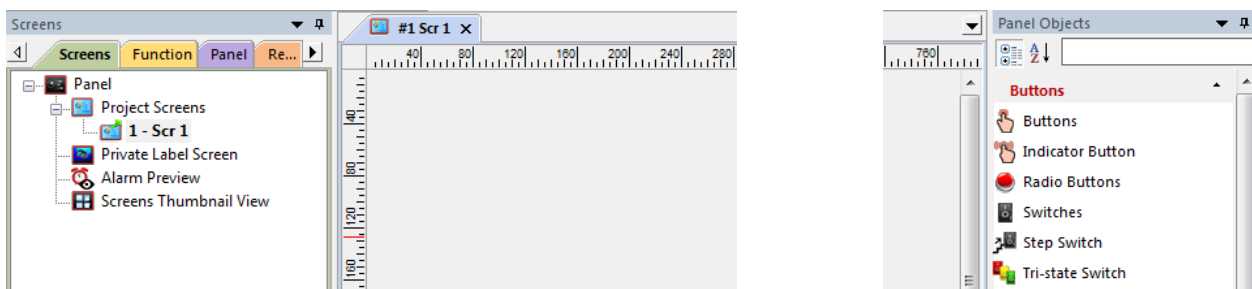 Screens
#1 Scr 1
Panel Objects
Screens Function Panel Re...
40 80 120 160 200 240 280
760
Panel
Project Screens
1 - Scr 1
Private Label Screen
Alarm Preview
Screens Thumbnail View
40
80
120
160
Buttons
Buttons
Indicator Button
Radio Buttons
Switches
Step Switch
Tri-state Switch